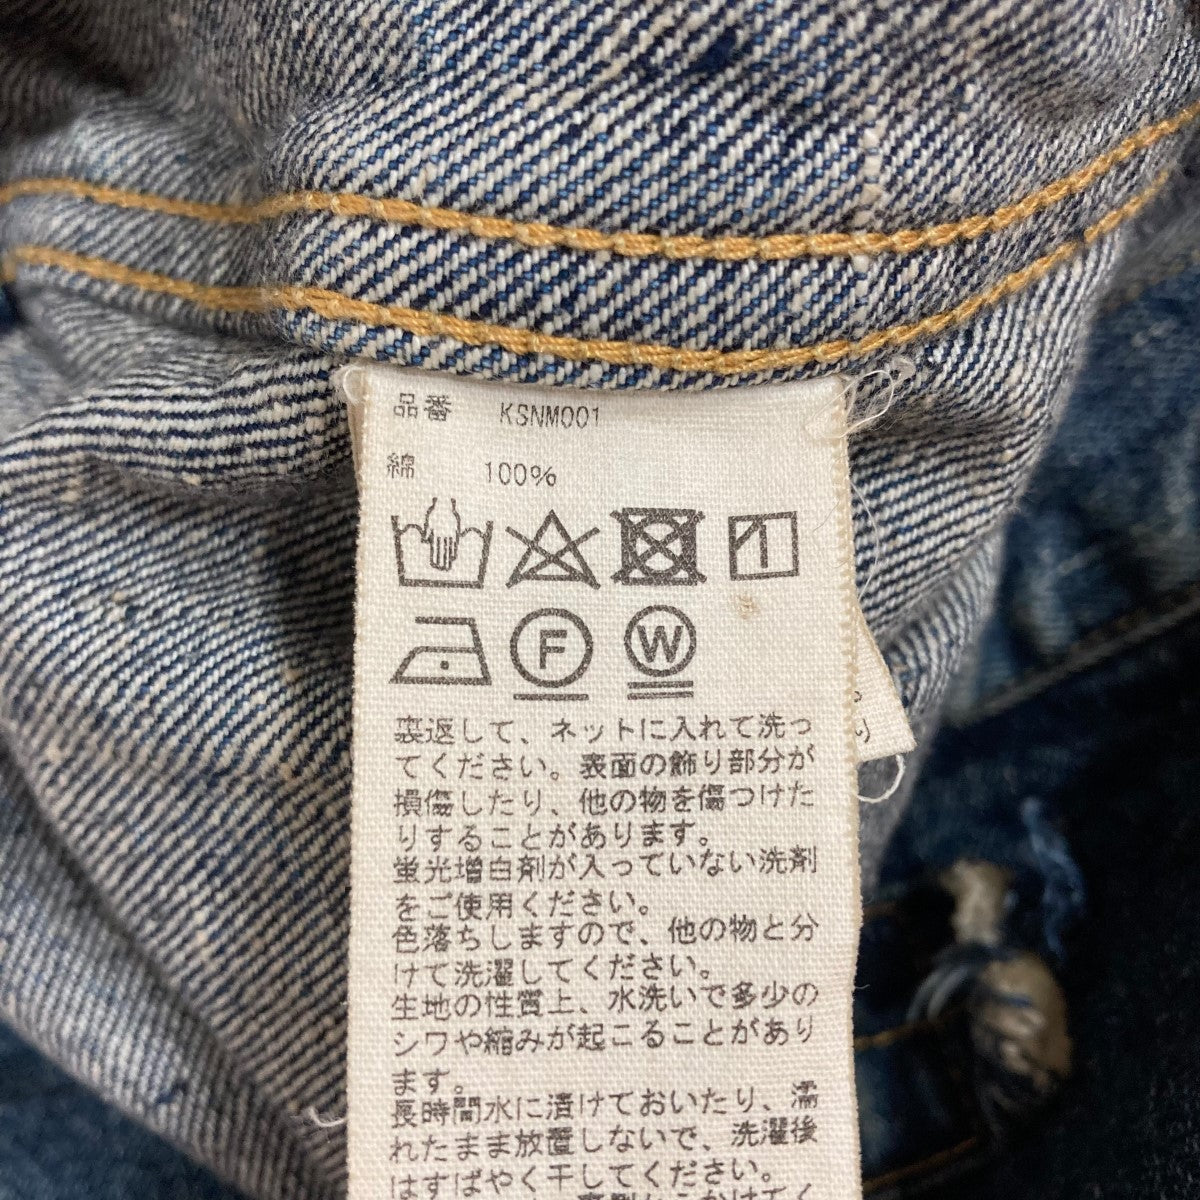 品番 KSNM001
綿 100%
F W
裏返して、ネットに入れて洗っ
てください。表面の飾り部分が
損傷したり、他の物を傷つけた
りすることがあります。
蛍光増白剤が入っていない洗剤
をご使用ください。
色落ちしますので、他の物と分
けて洗濯してください。
生地の性質上、水洗いで多少の
シワや縮みが起こることがあり
ます。
長時間水に漬けておいたり、濡
れたまま放置しないで、洗濯後
はすばやく干してください。
り